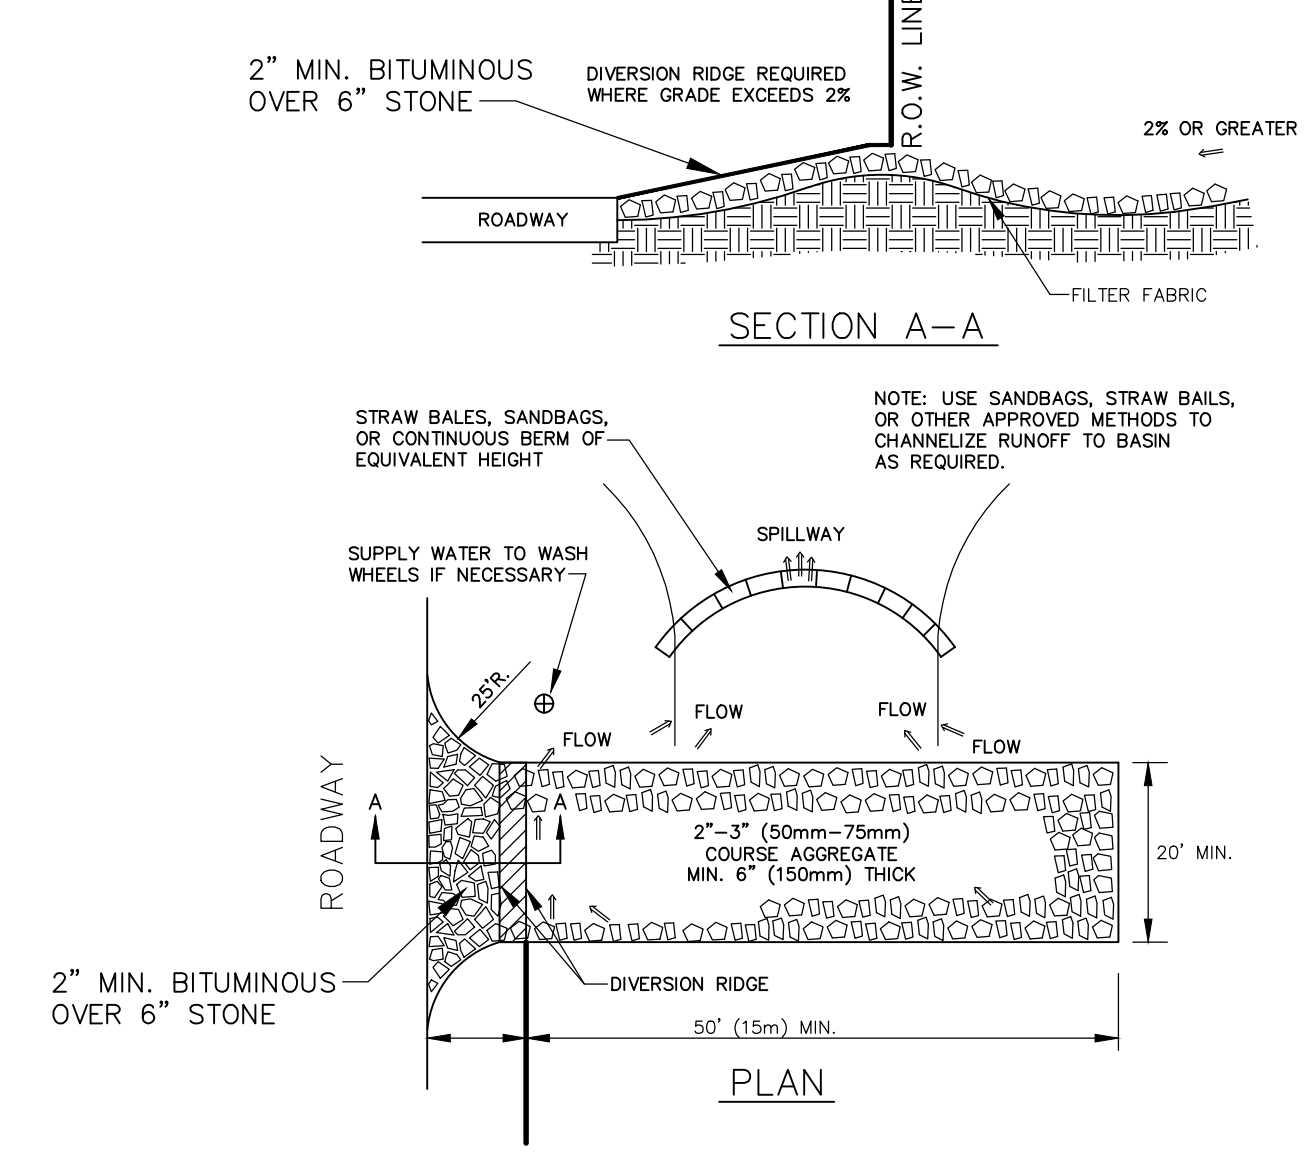 R.O.W. LINE
2” MIN. BITUMINOUS
OVER 6” STONE
DIVERSION RIDGE REQUIRED
WHERE GRADE EXCEEDS 2%
2% OR GREATER
ROADWAY
FILTER FABRIC
SECTION A–A
STRAW BALES, SANDBAGS,
OR CONTINUOUS BERM OF
EQUIVALENT HEIGHT
NOTE: USE SANDBAGS, STRAW BAILS,
OR OTHER APPROVED METHODS TO
CHANNELIZE RUNOFF TO BASIN
AS REQUIRED.
SPILLWAY
SUPPLY WATER TO WASH
WHEELS IF NECESSARY
25'R.
FLOW
FLOW
FLOW
FLOW
ROADWAY
A
A
2”–3” (50mm–75mm)
COURSE AGGREGATE
MIN. 6” (150mm) THICK
20' MIN.
2” MIN. BITUMINOUS
OVER 6” STONE
DIVERSION RIDGE
50' (15m) MIN.
PLAN